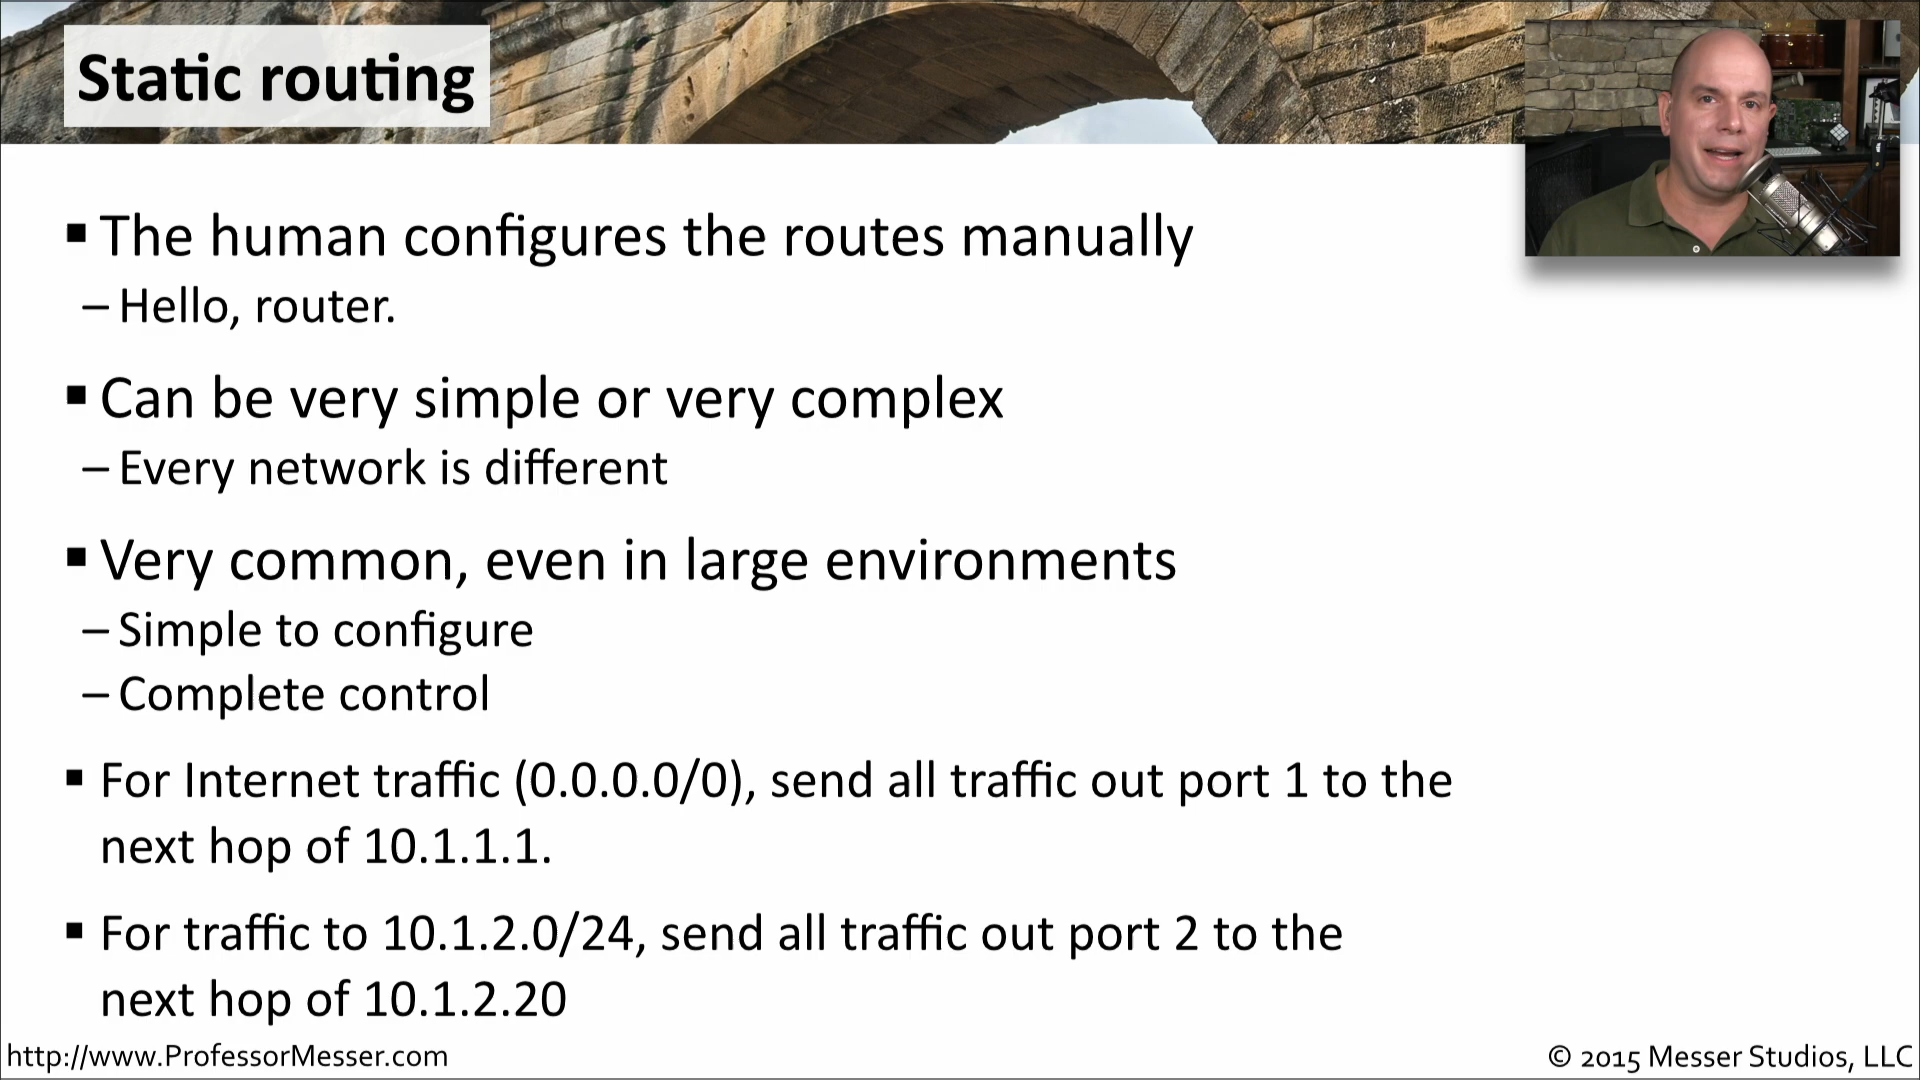 Static routing
▪ The human configures the routes manually
– Hello, router.
▪ Can be very simple or very complex
– Every network is different
▪ Very common, even in large environments
– Simple to configure
– Complete control
▪ For Internet traffic (0.0.0.0/0), send all traffic out port 1 to the
next hop of 10.1.1.1.
▪ For traffic to 10.1.2.0/24, send all traffic out port 2 to the
next hop of 10.1.2.20
http://www.ProfessorMesser.com
© 2015 Messer Studios, LLC